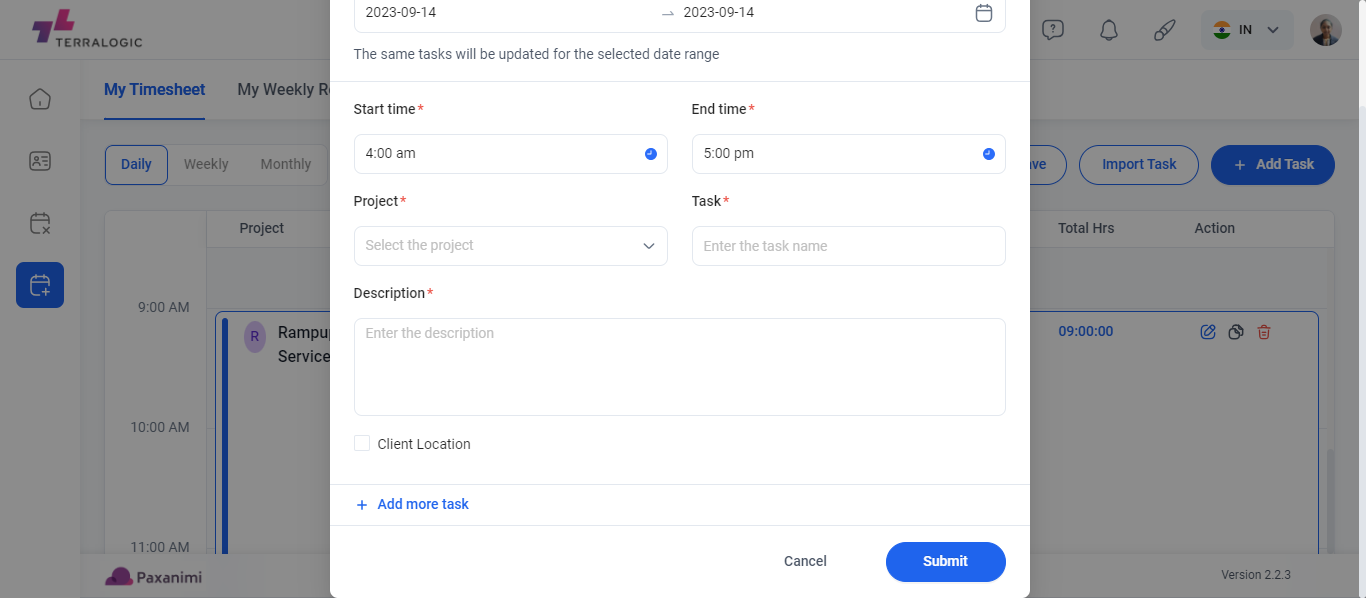 2023-09-14 → 2023-09-14
TERRALOGIC
IN
The same tasks will be updated for the selected date range
My Timesheet My Weekly R
Start time* End time*
4:00 am 5:00 pm
Daily Weekly Monthly
ve Import Task + Add Task
Project* Task*
Project Total Hrs Action
Select the project Enter the task name
Description*
9:00 AM
R Rampu 09:00:00
Service
Enter the description
10:00 AM
Client Location
+ Add more task
11:00 AM
Cancel Submit
Paxanimi Version 2.2.3